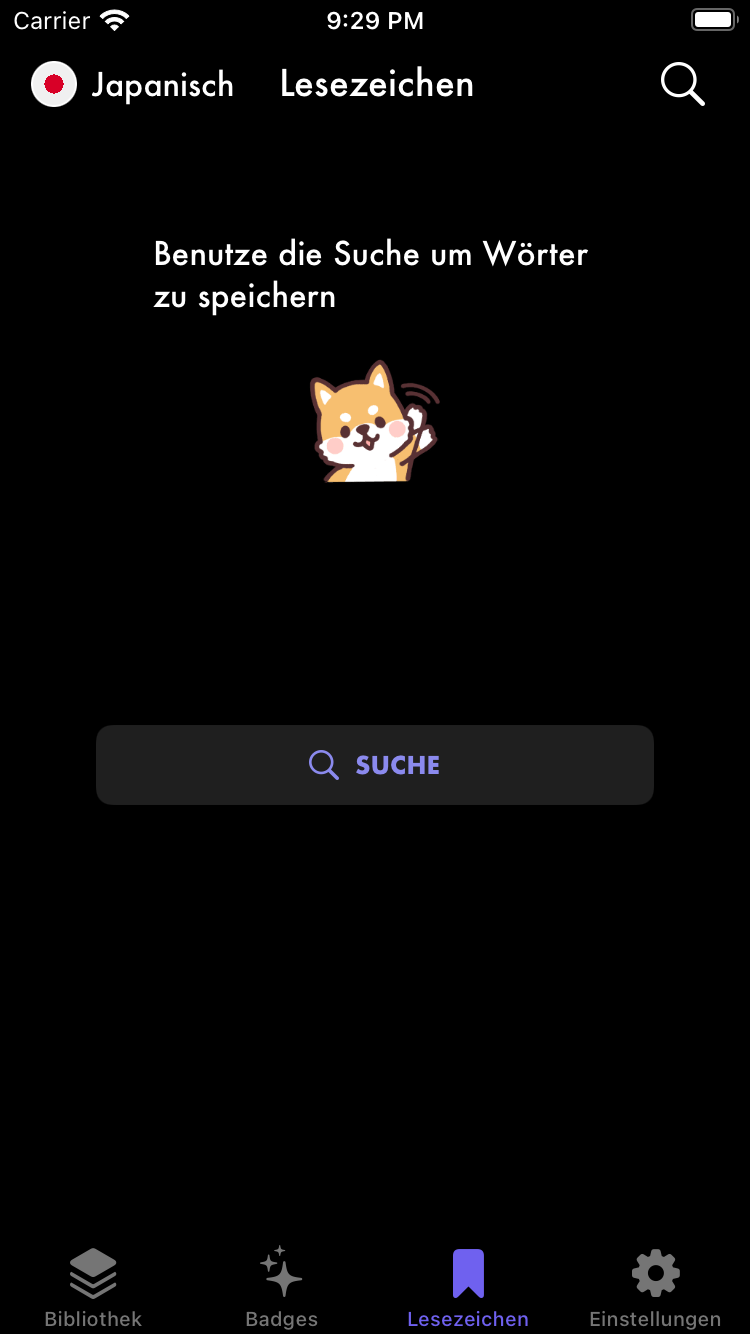 Carrier 9:29 PM
Japanisch Lesezeichen
Benutze die Suche um Wörter
zu speichern
SUCHE
Bibliothek Badges Lesezeichen Einstellungen